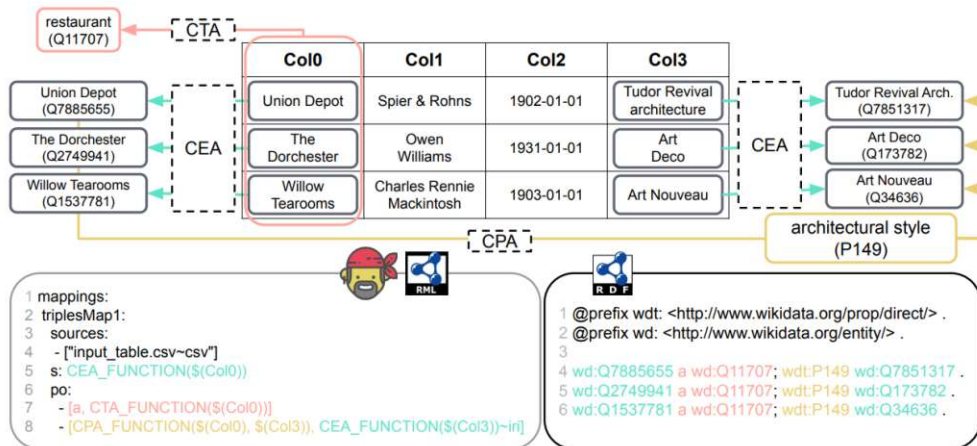 restaurant
(Q11707)
CTA
Col0 Col1 Col2 Col3
Union Depot
(Q7885655)
The Dorchester
(Q2749941)
Willow Tearooms
(Q1537781)
CEA
Union Depot
Spier & Rohns
1902-01-01
Tudor Revival
architecture
The
Dorchester
Owen
Williams
1931-01-01
Art
Deco
Willow
Tearooms
Charles Rennie
Mackintosh
1903-01-01
Art Nouveau
CEA
Tudor Revival Arch.
(Q7851317)
Art Deco
(Q173782)
Art Nouveau
(Q34636)
CPA
architectural style
(P149)
RML
1 mappings:
2 triplesMap1:
3 sources:
4 - ["input_table.csv~csv"]
5 s: CEA_FUNCTION($(Col0))
6 po:
7 - [a, CTA_FUNCTION($(Col0))]
8 - [CPA_FUNCTION($(Col0), $(Col3)), CEA_FUNCTION($(Col3))~iri]
R D F
1 @prefix wdt: <http://www.wikidata.org/prop/direct/> .
2 @prefix wd: <http://www.wikidata.org/entity/> .
3
4 wd:Q7885655 a wd:Q11707; wdt:P149 wd:Q7851317 .
5 wd:Q2749941 a wd:Q11707; wdt:P149 wd:Q173782 .
6 wd:Q1537781 a wd:Q11707; wdt:P149 wd:Q34636 .